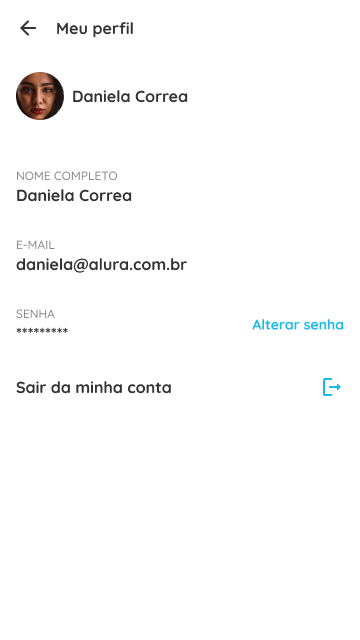 Meu perfil
Daniela Correa
NOME COMPLETO
Daniela Correa
E-MAIL
daniela@alura.com.br
SENHA
*********
Alterar senha
Sair da minha conta